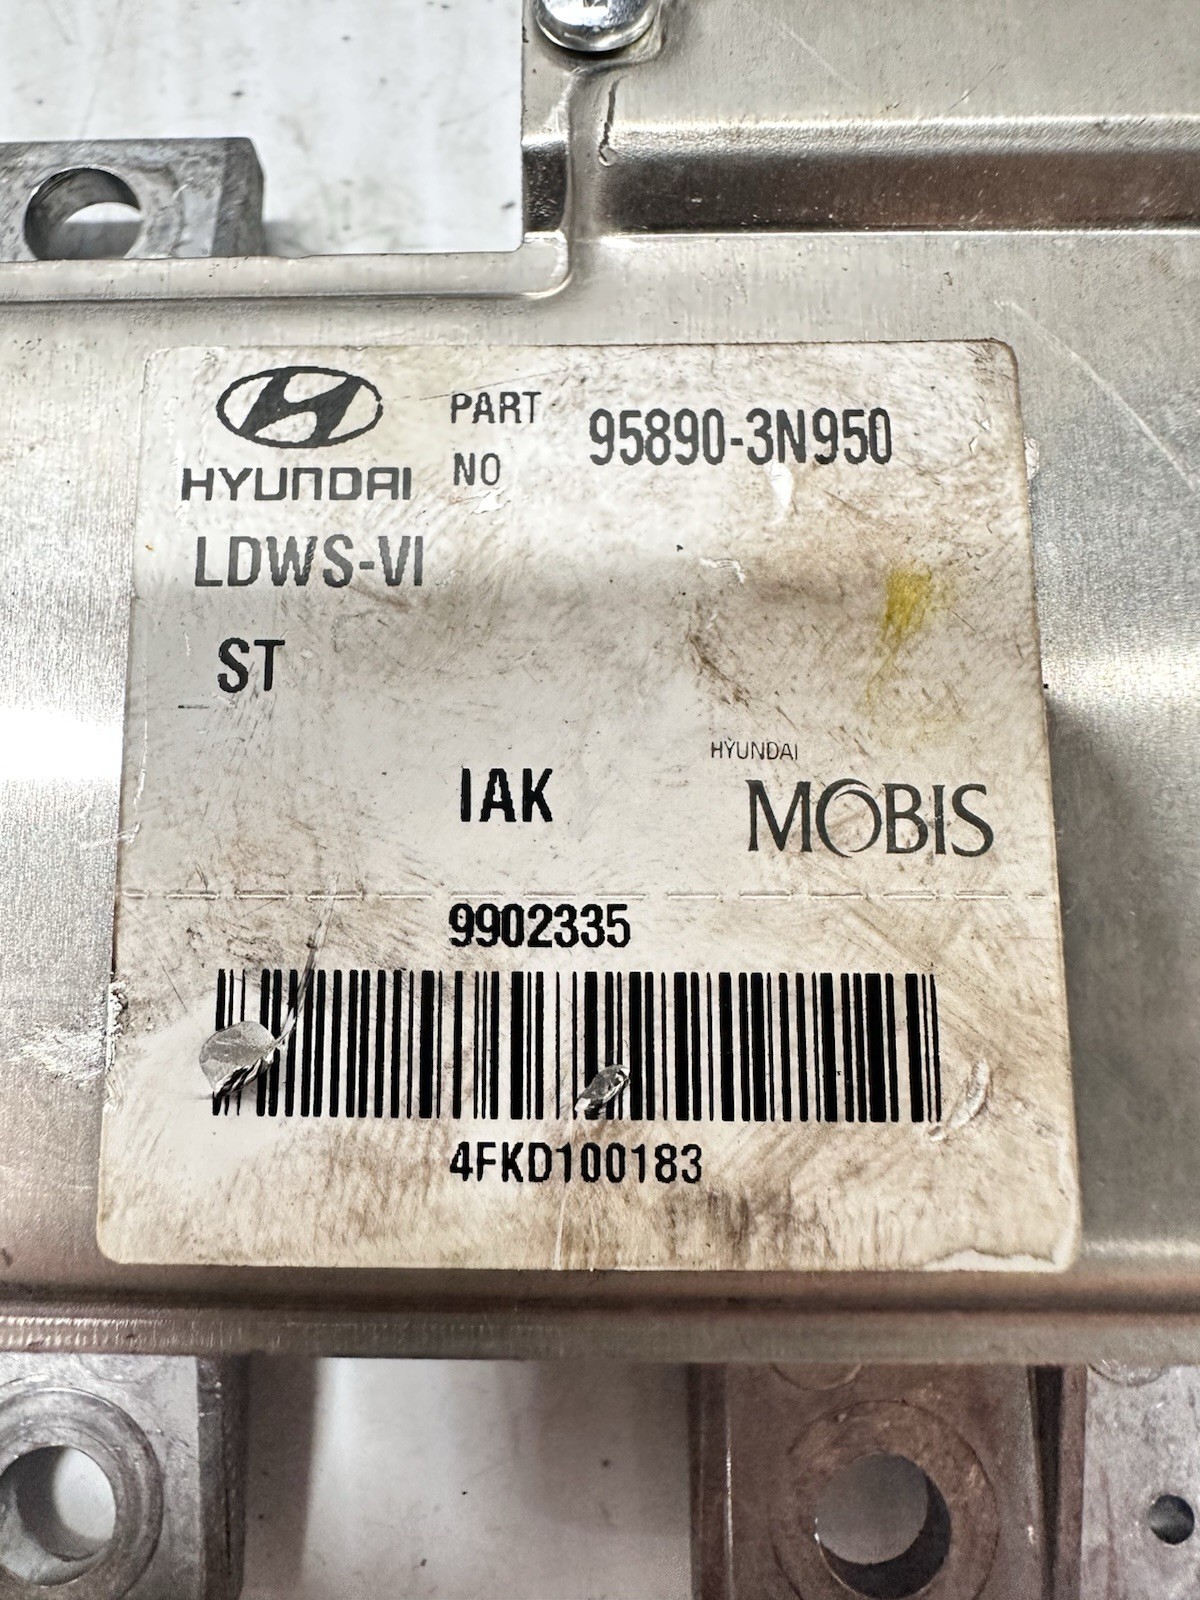 HYUNDAI
PART NO 95890-3N950
LDWS-VI
ST
IAK
HYUNDAI
MOBIS
9902335
4FKD100183